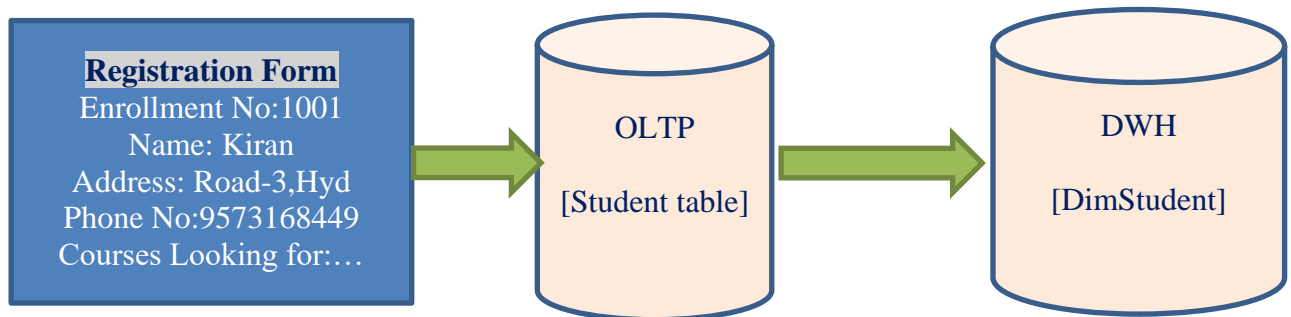 Registration Form
Enrollment No:1001
Name: Kiran
Address: Road-3,Hyd
Phone No:9573168449
Courses Looking for:…
OLTP
[Student table]
DWH
[DimStudent]